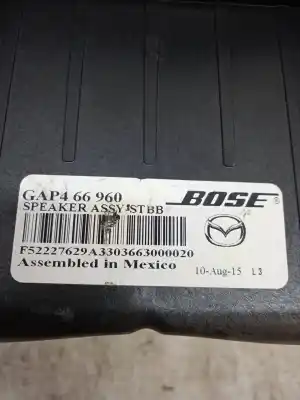 GAP4 66 960
SPEAKER ASSY'STBB
BOSE®
F52227629A3303663000020
Assembled in Mexico
10-Aug-15 L3